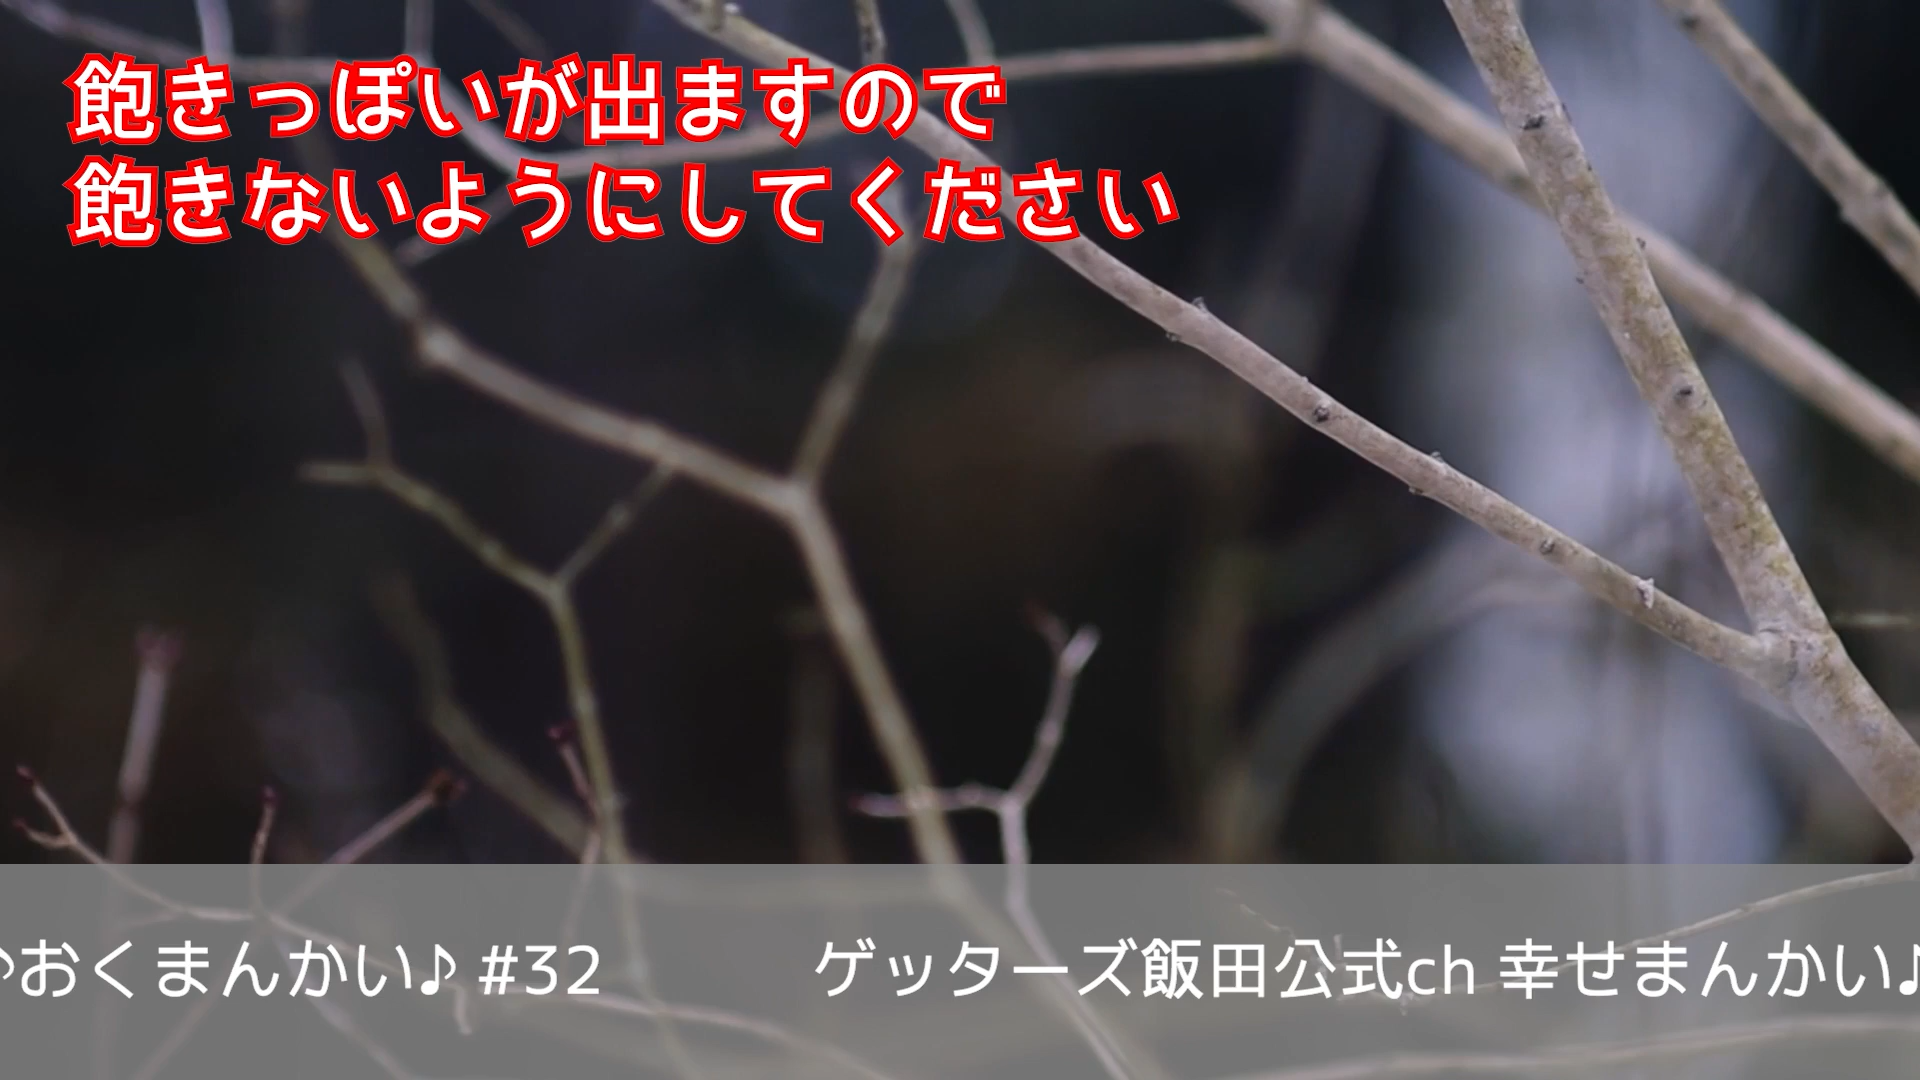 飽きっぽいが出ますので
飽きないようにしてください
おくまんかい♪ #32
ゲッターズ飯田公式ch 幸せまんかい♪